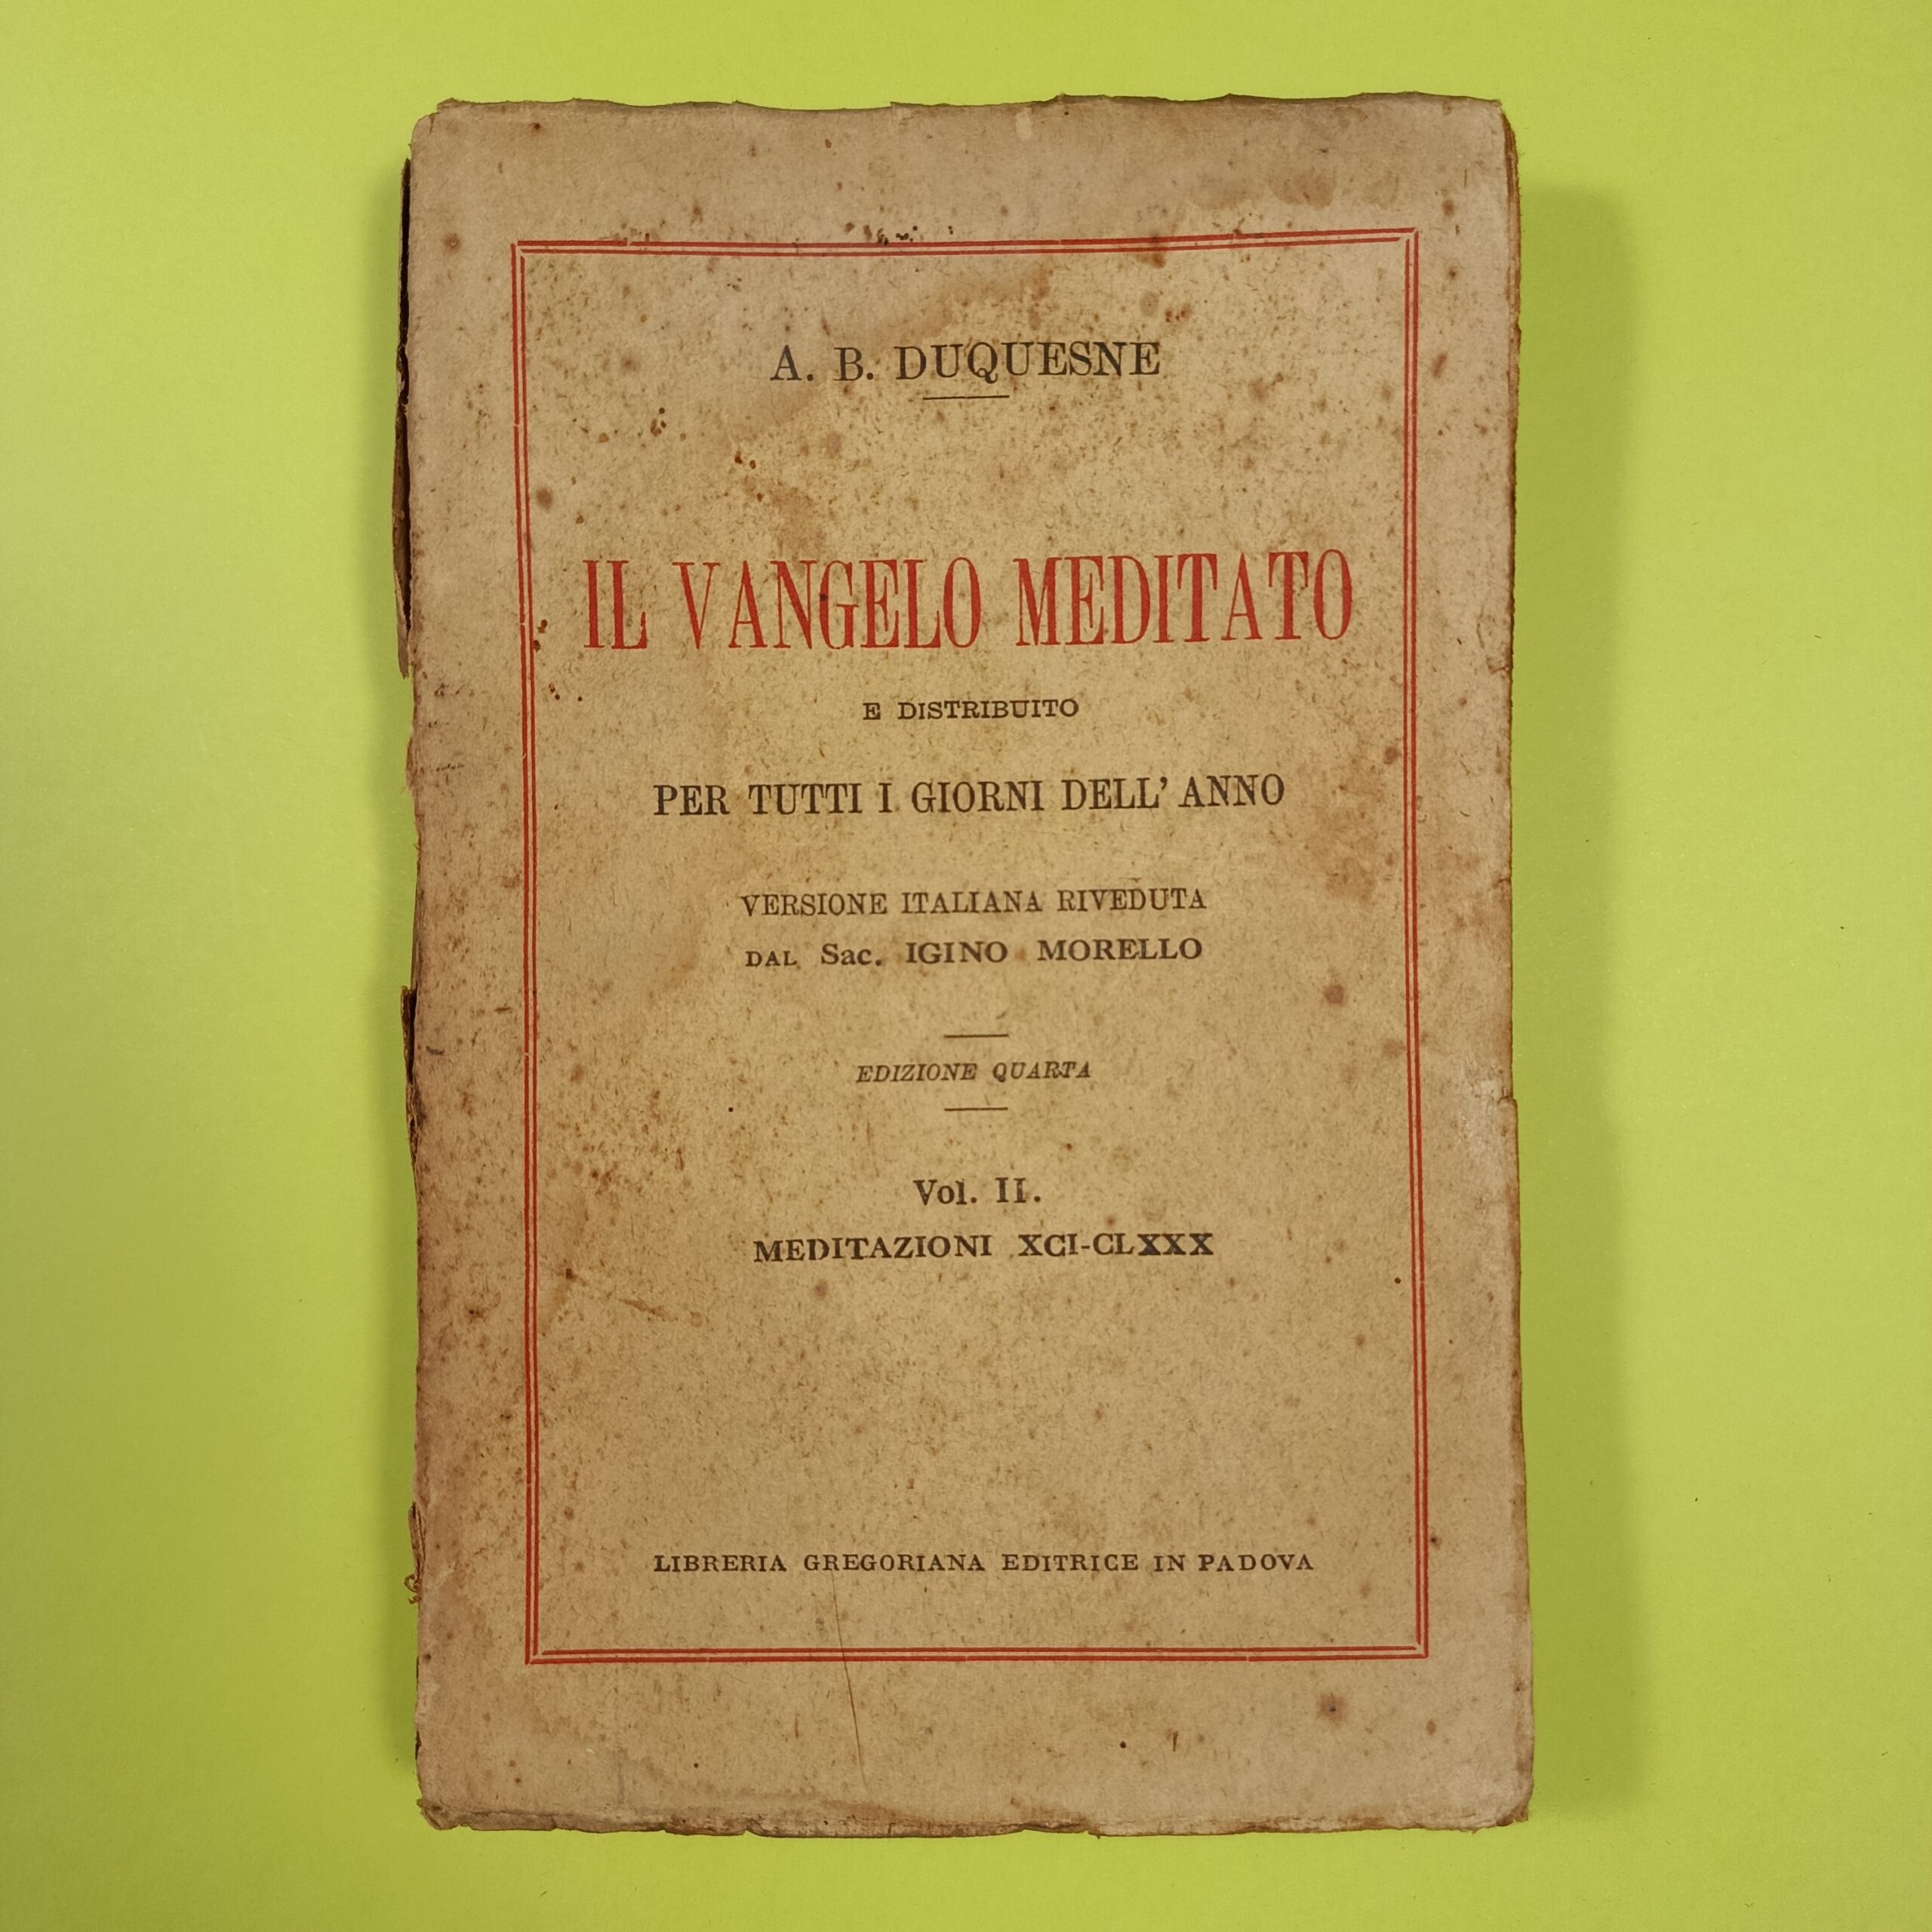 A. B. DUQUESNE
IL VANGELO MEDITATO
E DISTRIBUITO
PER TUTTI I GIORNI DELL' ANNO
VERSIONE ITALIANA RIVEDUTA
DAL Sac. IGINO MORELLO
EDIZIONE QUARTA
Vol. II.
MEDITAZIONI XCI-CLXXX
LIBRERIA GREGORIANA EDITRICE IN PADOVA